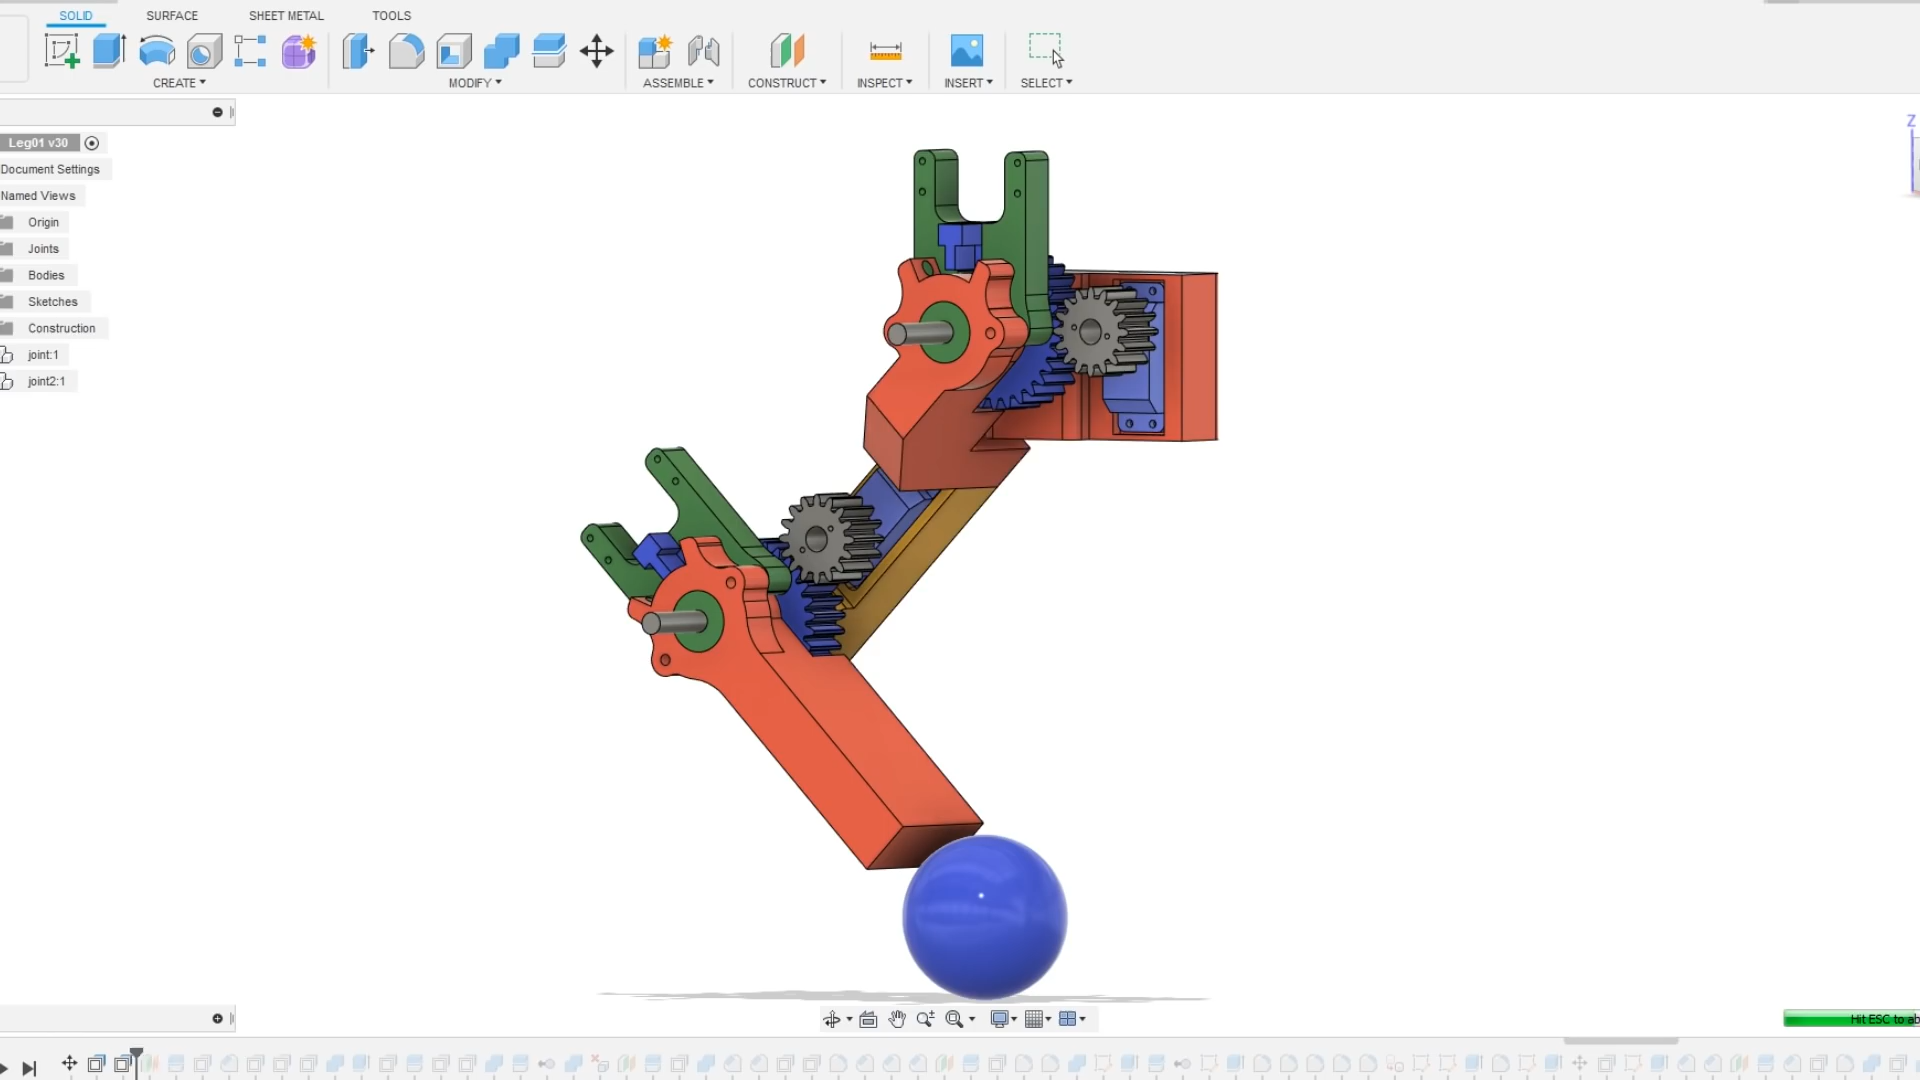 SOLID SURFACE SHEET METAL TOOLS
CREATE MODIFY ASSEMBLE CONSTRUCT INSPECT INSERT SELECT
Leg01 v30
Document Settings
Named Views
Origin
Joints
Bodies
Sketches
Construction
joint:1
joint2:1
Z
Hit ESC to